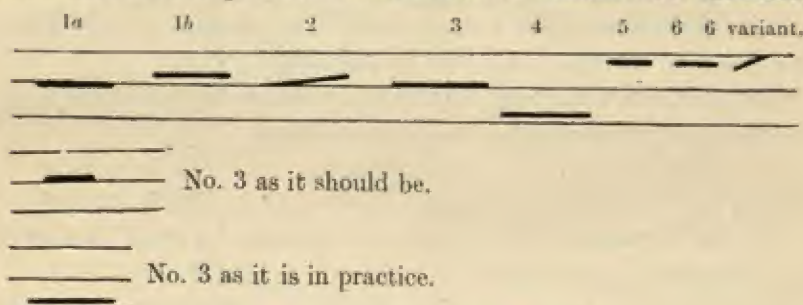 1a 1b 2 3 4 5 6 6 variant.
No. 3 as it should be.
No. 3 as it is in practice.